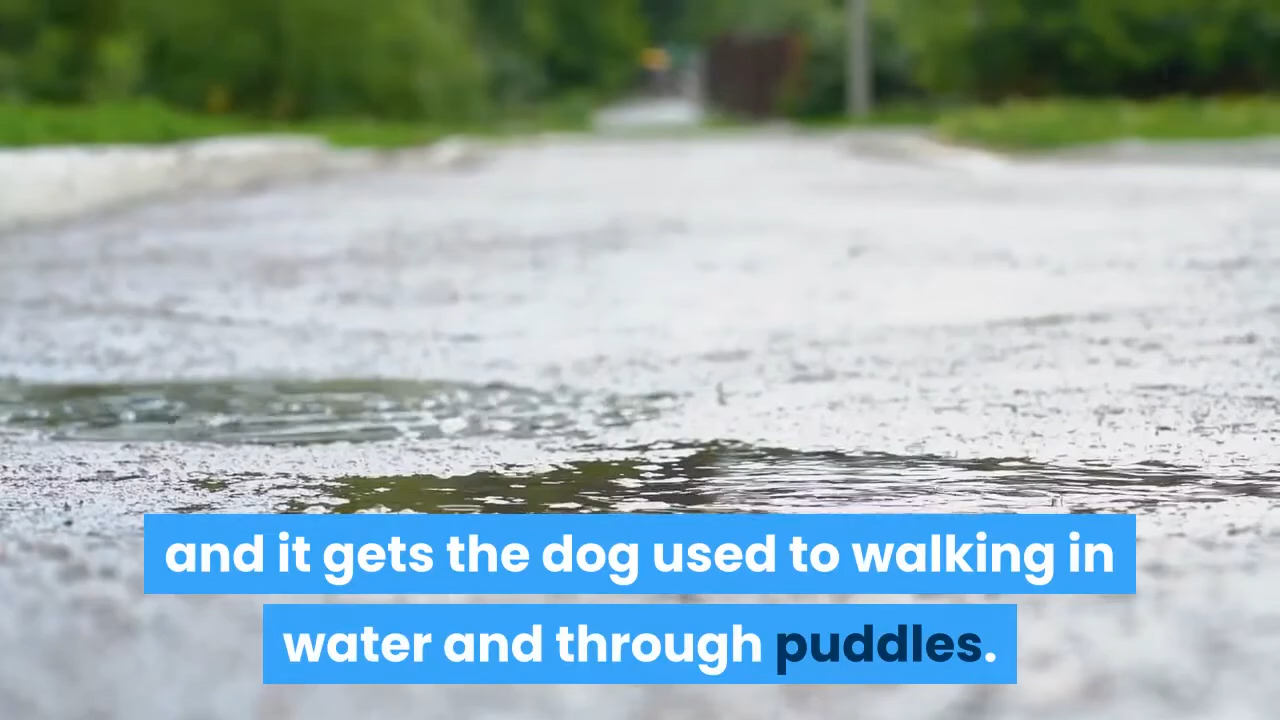 and it gets the dog used to walking in
water and through puddles.